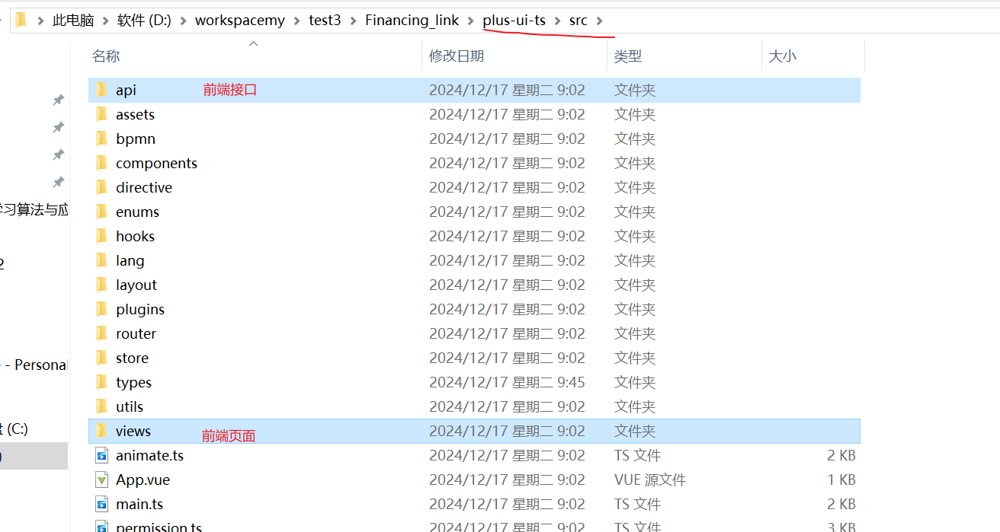 此电脑 > 软件 (D:) > workspacemy > test3 > Financing_link > plus-ui-ts > src >
名称 修改日期 类型 大小
api 前端接口 2024/12/17 星期二 9:02 文件夹
assets 2024/12/17 星期二 9:02 文件夹
bpmn 2024/12/17 星期二 9:02 文件夹
components 2024/12/17 星期二 9:02 文件夹
directive 2024/12/17 星期二 9:02 文件夹
习算法与应
enums 2024/12/17 星期二 9:02 文件夹
hooks 2024/12/17 星期二 9:02 文件夹
2
lang 2024/12/17 星期二 9:02 文件夹
layout 2024/12/17 星期二 9:02 文件夹
plugins 2024/12/17 星期二 9:02 文件夹
router 2024/12/17 星期二 9:02 文件夹
store 2024/12/17 星期二 9:02 文件夹
- Personal
types 2024/12/17 星期二 9:45 文件夹
utils 2024/12/17 星期二 9:02 文件夹
(C:)
views 前端页面 2024/12/17 星期二 9:02 文件夹
animate.ts 2024/12/17 星期二 9:02 TS 文件 2 KB
)
App.vue 2024/12/17 星期二 9:02 VUE 源文件 1 KB
main.ts 2024/12/17 星期二 9:02 TS 文件 2 KB
permission.ts 2024/12/17 星期二 9:02 TS 文件 3 KB